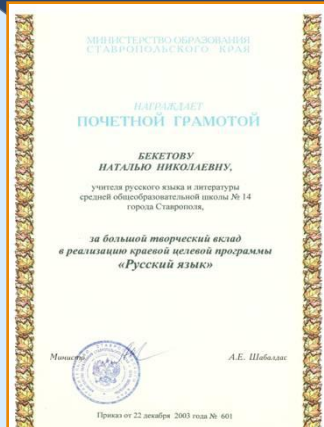 МИНИСТЕРСТВО ОБРАЗОВАНИЯ
СТАВРОПОЛЬСКОГО КРАЯ
НАГРАЖДАЕТ
ПОЧЕТНОЙ ГРАМОТОЙ
БЕКЕТОВУ
НАТАЛЬЮ НИКОЛАЕВНУ,
учителя русского языка и литературы
средней общеобразовательной школы № 14
города Ставрополя,
за большой творческий вклад
в реализацию краевой целевой программы
«Русский язык»
Министр А.Е. Шабалдас
Приказ от 22 декабря 2003 года № 601